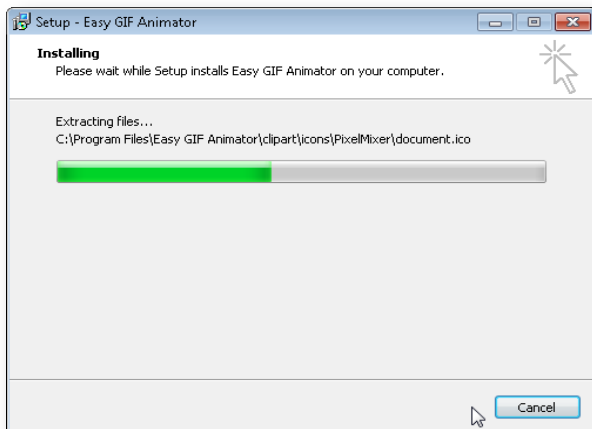 Setup - Easy GIF Animator
Installing
Please wait while Setup installs Easy GIF Animator on your computer.
Extracting files...
C:\Program Files\Easy GIF Animator\clipart\icons\PixelMixer\document.ico
Cancel